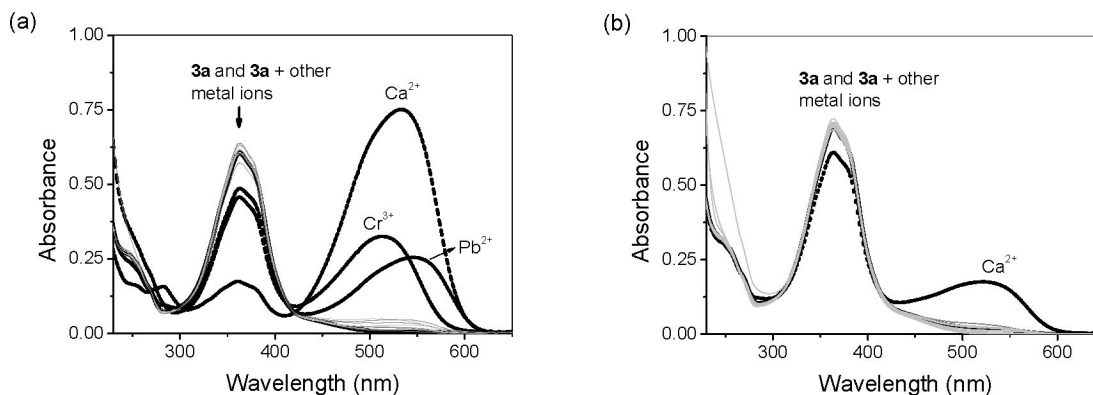 (a)
1.00
0.75
0.50
0.25
0.00
Absorbance
3a and 3a + other
metal ions
Ca²⁺
Cr³⁺
Pb²⁺
300 400 500 600
Wavelength (nm)
(b)
1.00
0.75
0.50
0.25
0.00
Absorbance
3a and 3a + other
metal ions
Ca²⁺
300 400 500 600
Wavelength (nm)